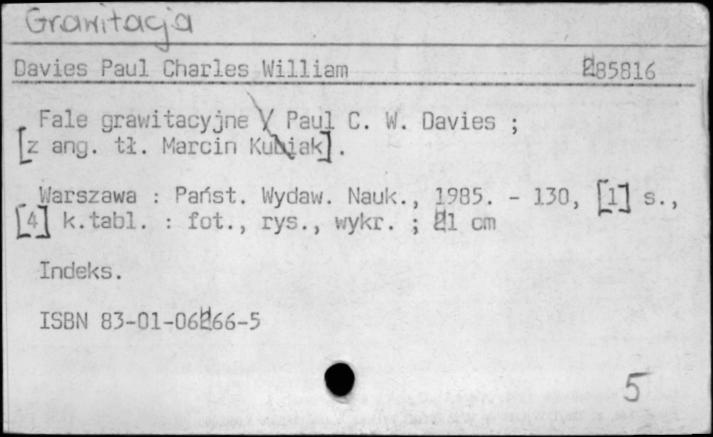 Grawitacja
Davies Paul Charles William 285816
Fale grawitacyjne / Paul C. W. Davies ;
[z ang. tł. Marcin Kubiak].
Warszawa : Państ. Wydaw. Nauk., 1985. - 130, [1] s.,
[4] k.tabl. : fot., rys., wykr. ; 21 cm
Indeks.
ISBN 83-01-06266-5
5